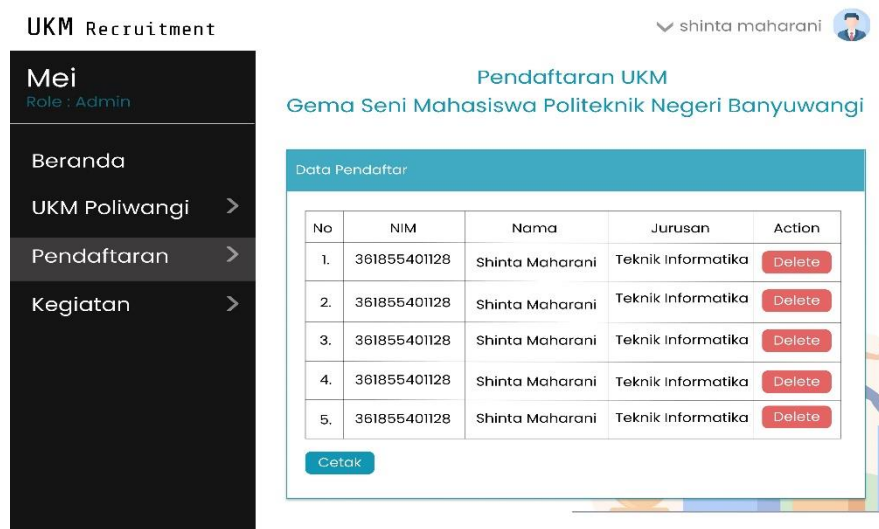 UKM Recruitment
shinta maharani
Mei
Role : Admin
Beranda
UKM Poliwangi
Pendaftaran
Kegiatan
Pendaftaran UKM
Gema Seni Mahasiswa Politeknik Negeri Banyuwangi
Data Pendaftar
No NIM Nama Jurusan Action
1. 361855401128 Shinta Maharani Teknik Informatika Delete
2. 361855401128 Shinta Maharani Teknik Informatika Delete
3. 361855401128 Shinta Maharani Teknik Informatika Delete
4. 361855401128 Shinta Maharani Teknik Informatika Delete
5. 361855401128 Shinta Maharani Teknik Informatika Delete
Cetak